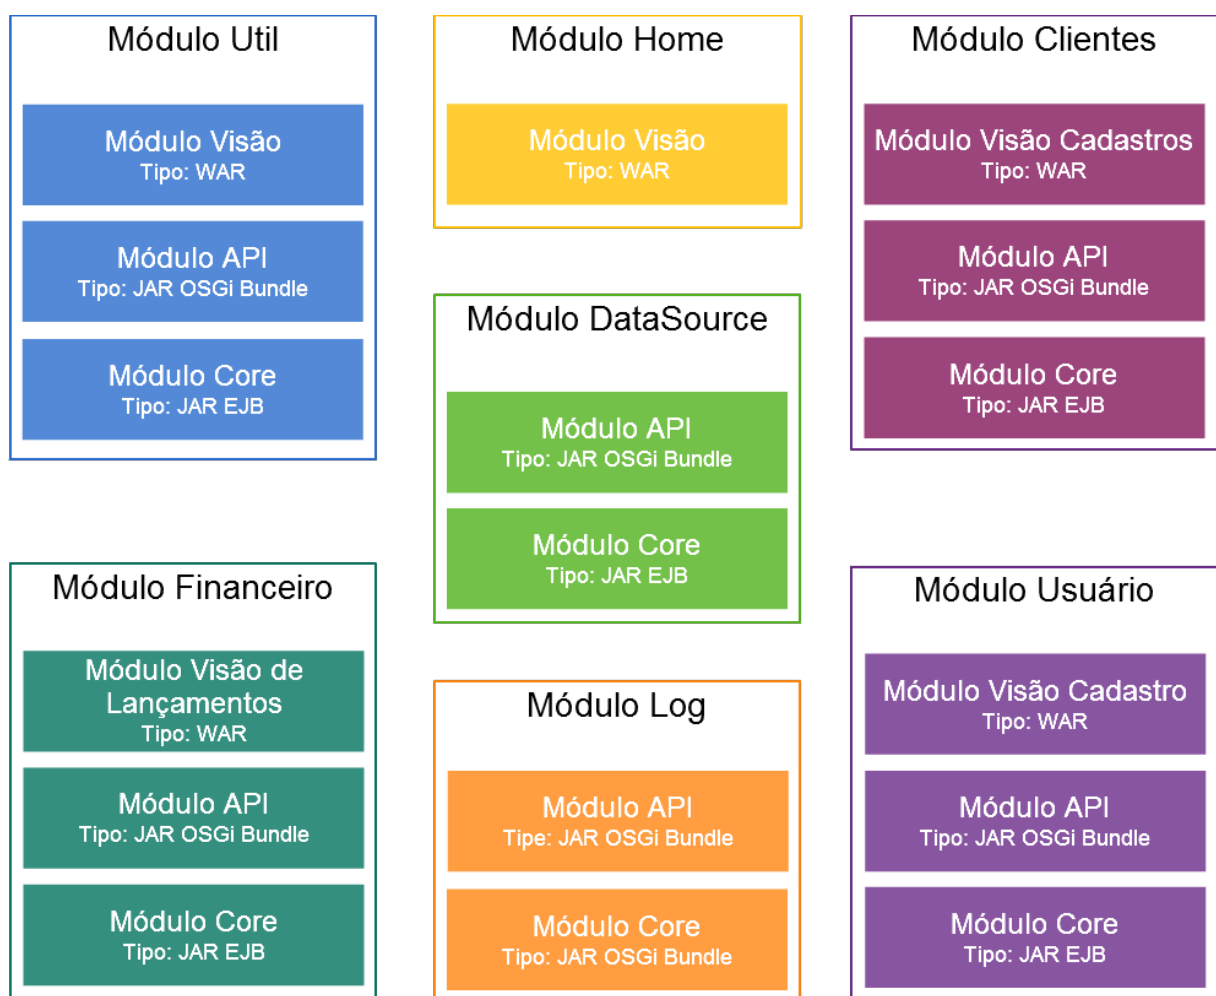 Módulo Util
Módulo Visão
Tipo: WAR
Módulo API
Tipo: JAR OSGi Bundle
Módulo Core
Tipo: JAR EJB
Módulo Home
Módulo Visão
Tipo: WAR
Módulo Clientes
Módulo Visão Cadastros
Tipo: WAR
Módulo API
Tipo: JAR OSGi Bundle
Módulo Core
Tipo: JAR EJB
Módulo DataSource
Módulo API
Tipo: JAR OSGi Bundle
Módulo Core
Tipo: JAR EJB
Módulo Financeiro
Módulo Visão de
Lançamentos
Tipo: WAR
Módulo API
Tipo: JAR OSGi Bundle
Módulo Core
Tipo: JAR EJB
Módulo Log
Módulo API
Tipe: JAR OSGi Bundle
Módulo Core
Tipo: JAR OSGi Bundle
Módulo Usuário
Módulo Visão Cadastro
Tipo: WAR
Módulo API
Tipo: JAR OSGi Bundle
Módulo Core
Tipo: JAR EJB